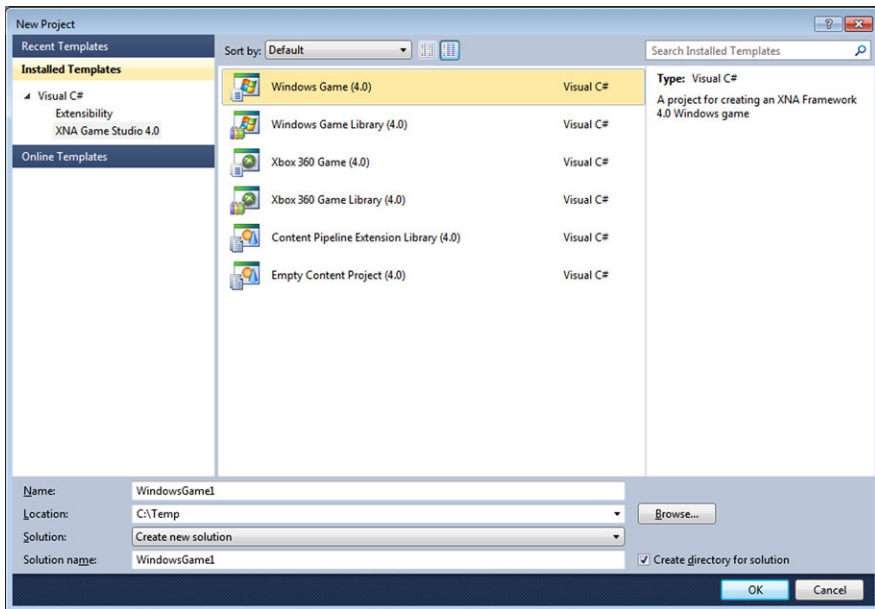 New Project
Recent Templates
Installed Templates
Visual C#
Extensibility
XNA Game Studio 4.0
Online Templates
Sort by: Default
Search Installed Templates
Windows Game (4.0) Visual C#
Windows Game Library (4.0) Visual C#
Xbox 360 Game (4.0) Visual C#
Xbox 360 Game Library (4.0) Visual C#
Content Pipeline Extension Library (4.0) Visual C#
Empty Content Project (4.0) Visual C#
Type: Visual C#
A project for creating an XNA Framework
4.0 Windows game
Name: WindowsGame1
Location: C:\Temp Browse...
Solution: Create new solution
Solution name: WindowsGame1 Create directory for solution
OK Cancel